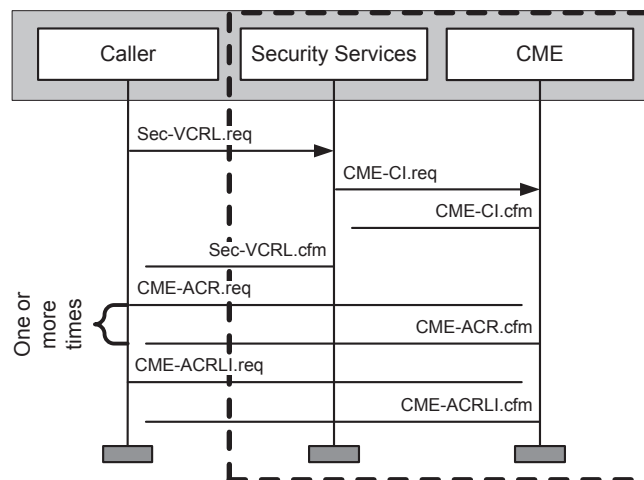 Caller
Security Services
CME
Sec-VCRL.req
CME-CI.req
CME-CI.cfm
Sec-VCRL.cfm
CME-ACR.req
One or
more
times
CME-ACR.cfm
CME-ACRLI.req
CME-ACRLI.cfm